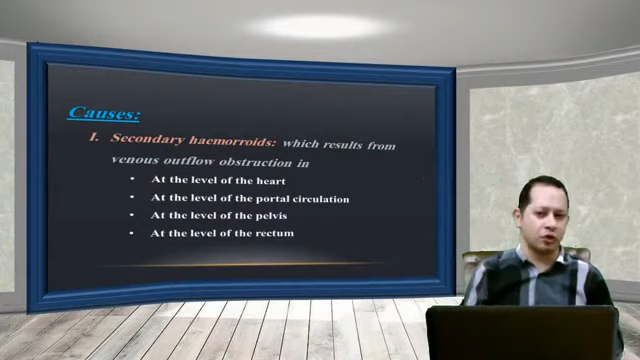 Causes:
I. Secondary haemorroids: which results from
venous outflow obstruction in
• At the level of the heart
• At the level of the portal circulation
• At the level of the pelvis
• At the level of the rectum